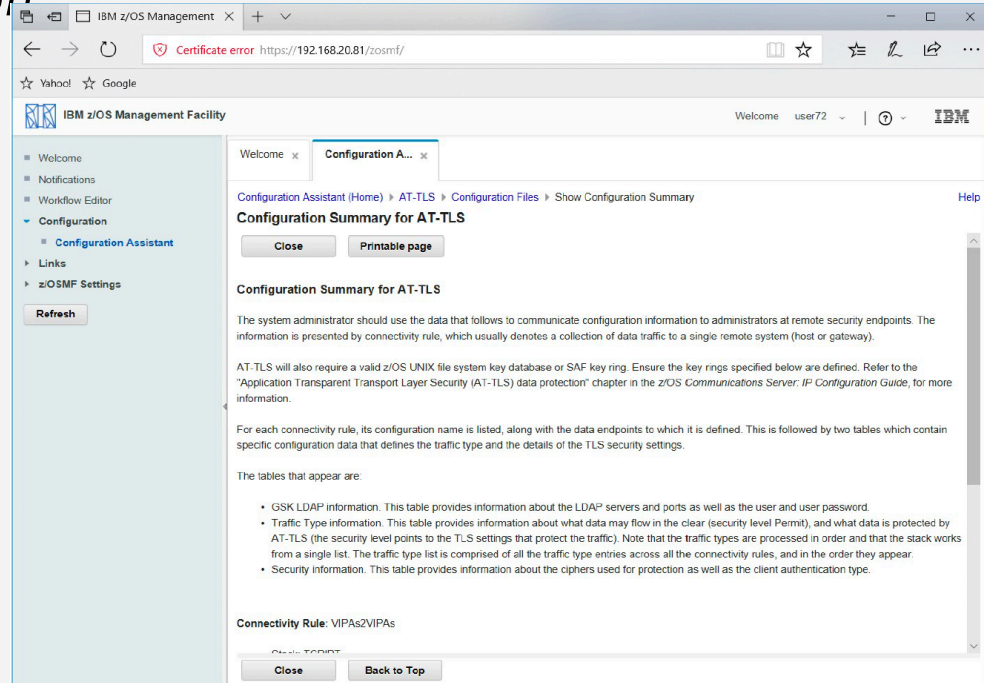 IBM z/OS Management
Certificate error https://192.168.20.81/zosmf/
Yahoo! Google
IBM z/OS Management Facility
Welcome user72
IBM
Welcome
Notifications
Workflow Editor
Configuration
Configuration Assistant
Links
z/OSMF Settings
Refresh
Welcome x Configuration A... x
Configuration Assistant (Home) AT-TLS Configuration Files Show Configuration Summary
Help
Configuration Summary for AT-TLS
Close Printable page
Configuration Summary for AT-TLS
The system administrator should use the data that follows to communicate configuration information to administrators at remote security endpoints. The
information is presented by connectivity rule, which usually denotes a collection of data traffic to a single remote system (host or gateway).
AT-TLS will also require a valid z/OS UNIX file system key database or SAF key ring. Ensure the key rings specified below are defined. Refer to the
"Application Transparent Transport Layer Security (AT-TLS) data protection" chapter in the z/OS Communications Server: IP Configuration Guide, for more
information.
For each connectivity rule, its configuration name is listed, along with the data endpoints to which it is defined. This is followed by two tables which contain
specific configuration data that defines the traffic type and the details of the TLS security settings.
The tables that appear are:
• GSK LDAP information. This table provides information about the LDAP servers and ports as well as the user and user password.
• Traffic Type information. This table provides information about what data may flow in the clear (security level Permit), and what data is protected by
AT-TLS (the security level points to the TLS settings that protect the traffic). Note that the traffic types are processed in order and that the stack works
from a single list. The traffic type list is comprised of all the traffic type entries across all the connectivity rules, and in the order they appear.
• Security information. This table provides information about the ciphers used for protection as well as the client authentication type.
Connectivity Rule: VIPAs2VIPAs
Close Back to Top